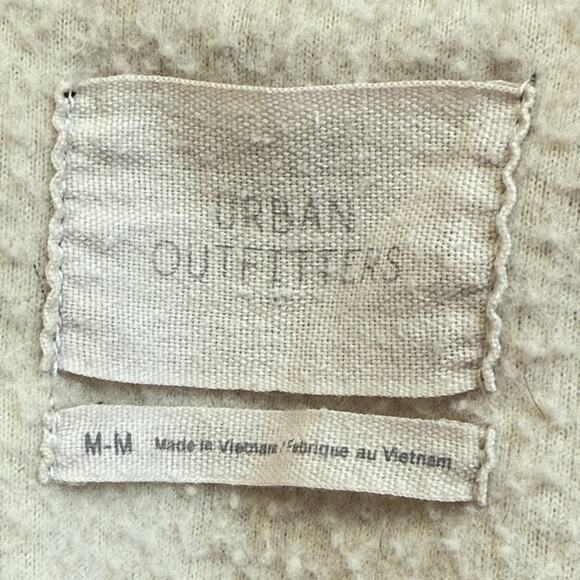 URBAN
OUTFITTERS
M-M Made in Vietnam / Fabrique au Vietnam